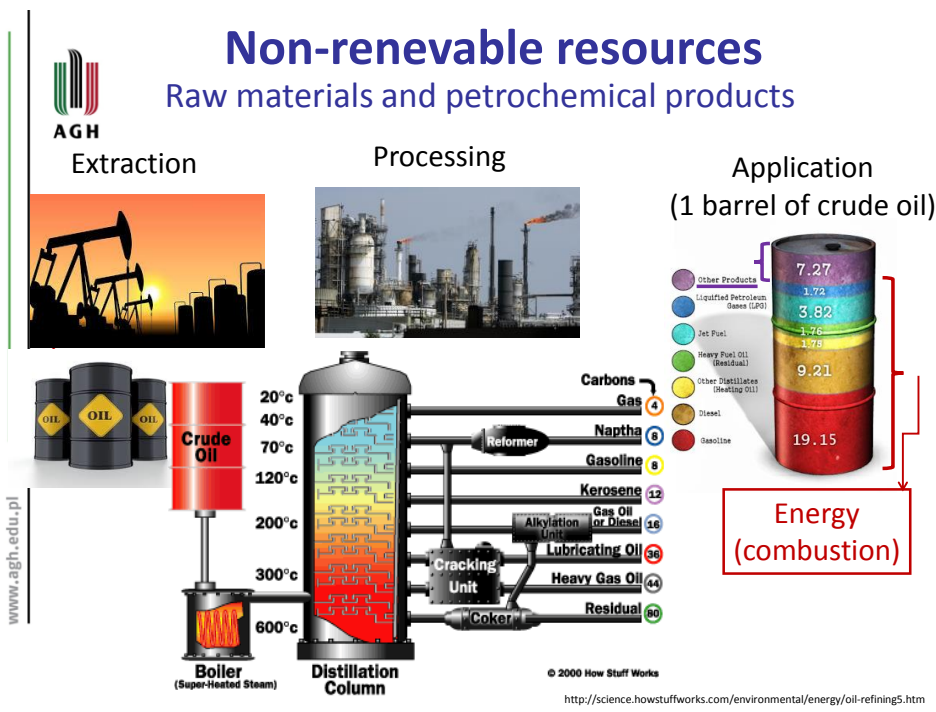 Non-renevable resources
Raw materials and petrochemical products
AGH
Extraction
Processing
Application
(1 barrel of crude oil)
7.27
1.72
3.82
1.76
1.75
9.21
19.15
Other Products
Liquified Petroleum
Gases (LPG)
Jet Fuel
Heavy Fuel Oil
(Residual)
Other Distillates
(Heating Oil)
Diesel
Gasoline
Energy
(combustion)
OIL
OIL
OIL
Crude
Oil
20°c
40°c
70°c
120°c
200°c
300°c
600°c
Carbons
Gas 4
Naptha 8
Reformer
Gasoline 8
Kerosene 12
Gas Oil
or Diesel 16
Alkylation
Unit
Lubricating Oil 36
Cracking
Unit
Heavy Gas Oil 44
Residual 80
Coker
Boiler
(Super-Heated Steam)
Distillation
Column
© 2000 How Stuff Works
http://science.howstuffworks.com/environmental/energy/oil-refining5.htm
www.agh.edu.pl